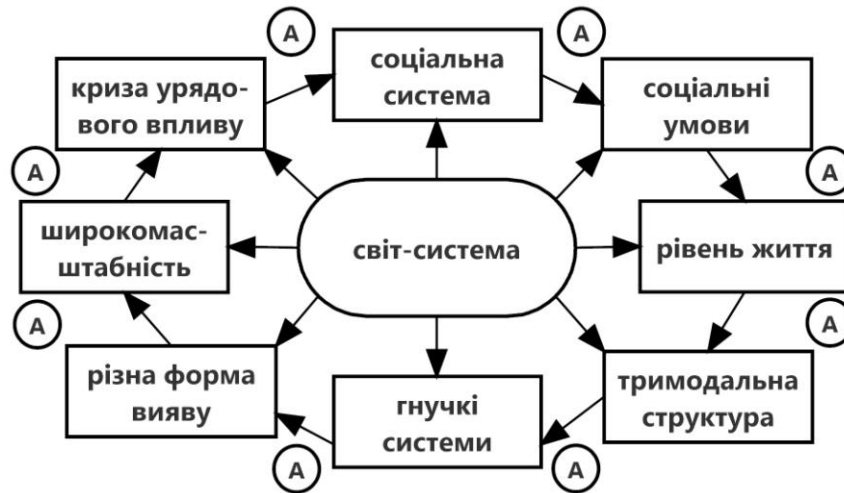 А
А
соціальна
система
криза урядо-
вого впливу
соціальні
умови
А
А
широкомас-
штабність
світ-система
рівень життя
А
А
різна форма
вияву
гнучкі
системи
тримодальна
структура
А
А